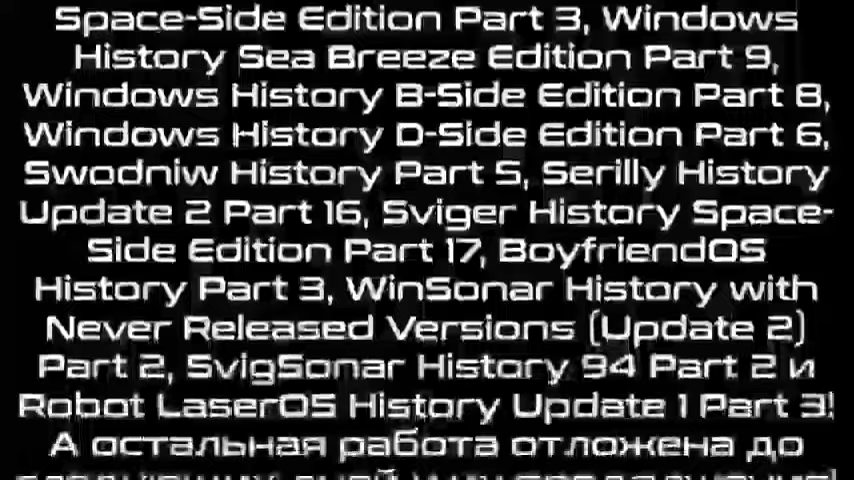 Space-Side Edition Part 3, Windows
History Sea Breeze Edition Part 9,
Windows History B-Side Edition Part 8,
Windows History D-Side Edition Part 6,
Swodniw History Part 5, Serilly History
Update 2 Part 16, Sviger History Space-
Side Edition Part 17, BoyfriendOS
History Part 3, WinSonar History with
Never Released Versions (Update 2)
Part 2, SvigSonar History 94 Part 2 и
Robot LaserOS History Update 1 Part 3!
А остальная работа отложена до